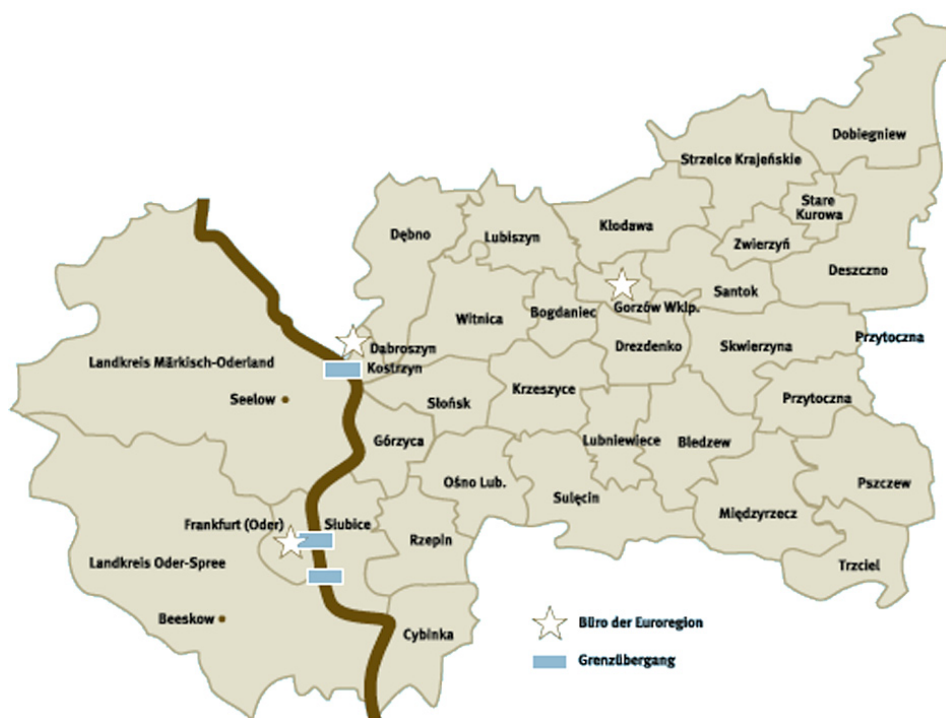 Dobiegniew
Strzelce Krajeńskie
Stare
Kurowa
Kłodawa
Dębno
Lubiszyn
Zwierzyń
Deszczno
Santok
Gorzów Wklp.
Bogdaniec
Witnica
Przytoczna
Dabroszyn
Drezdenko
Skwierzyna
Landkreis Märkisch-Oderland
Kostrzyn
Krzeszyce
Seelow
Słońsk
Przytoczna
Górzyca
Lubniewiece
Bledzew
Ośno Lub.
Pszczew
Sulęcin
Międzyrzecz
Frankfurt (Oder)
Słubice
Rzepin
Landkreis Oder-Spree
Trzciel
Beeskow
Büro der Euroregion
Cybinka
Grenzübergang